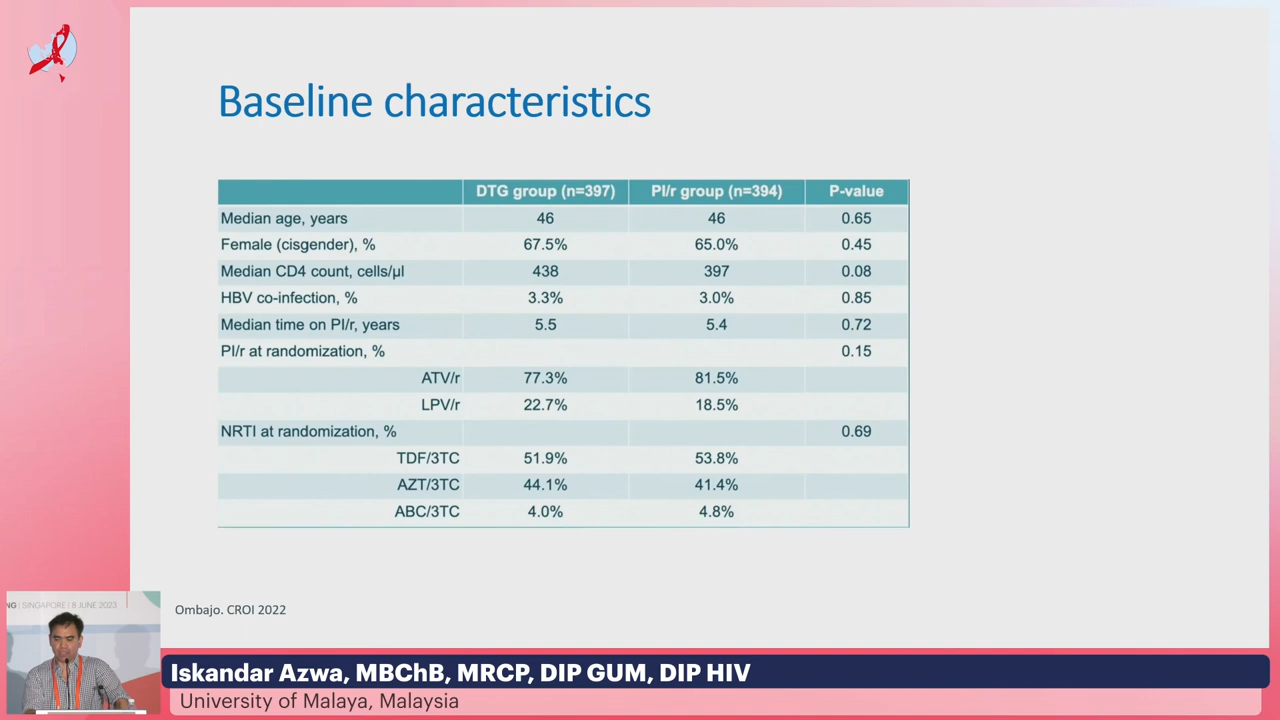 Baseline characteristics
DTG group (n=397) PI/r group (n=394) P-value
Median age, years 46 46 0.65
Female (cisgender), % 67.5% 65.0% 0.45
Median CD4 count, cells/µl 438 397 0.08
HBV co-infection, % 3.3% 3.0% 0.85
Median time on PI/r, years 5.5 5.4 0.72
PI/r at randomization, % 0.15
ATV/r 77.3% 81.5%
LPV/r 22.7% 18.5%
NRTI at randomization, % 0.69
TDF/3TC 51.9% 53.8%
AZT/3TC 44.1% 41.4%
ABC/3TC 4.0% 4.8%
Ombajo. CROI 2022
NG | SINGAPORE | 8 JUNE 2023
Iskandar Azwa, MBChB, MRCP, DIP GUM, DIP HIV
University of Malaya, Malaysia